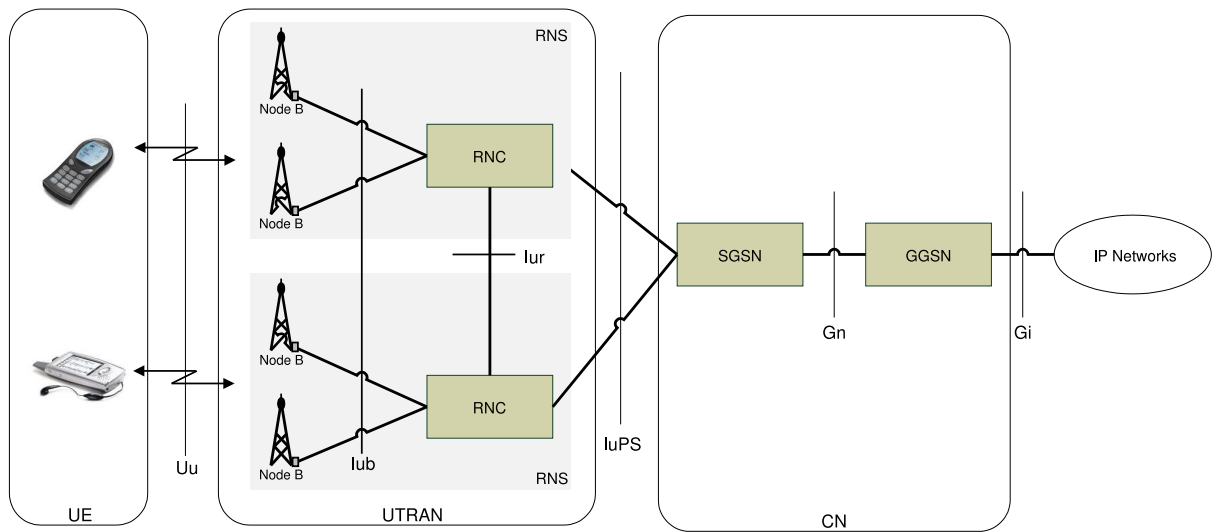 RNS
Node B
RNC
Node B
Iur
SGSN
GGSN
IP Networks
Gn
Gi
Node B
RNC
IuPS
Uu
Iub
Node B
RNS
UE
UTRAN
CN